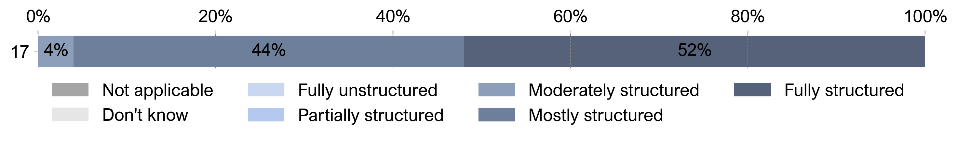 0% 20% 40% 60% 80% 100%
17 4% 44% 52%
Not applicable Fully unstructured Moderately structured Fully structured
Don't know Partially structured Mostly structured